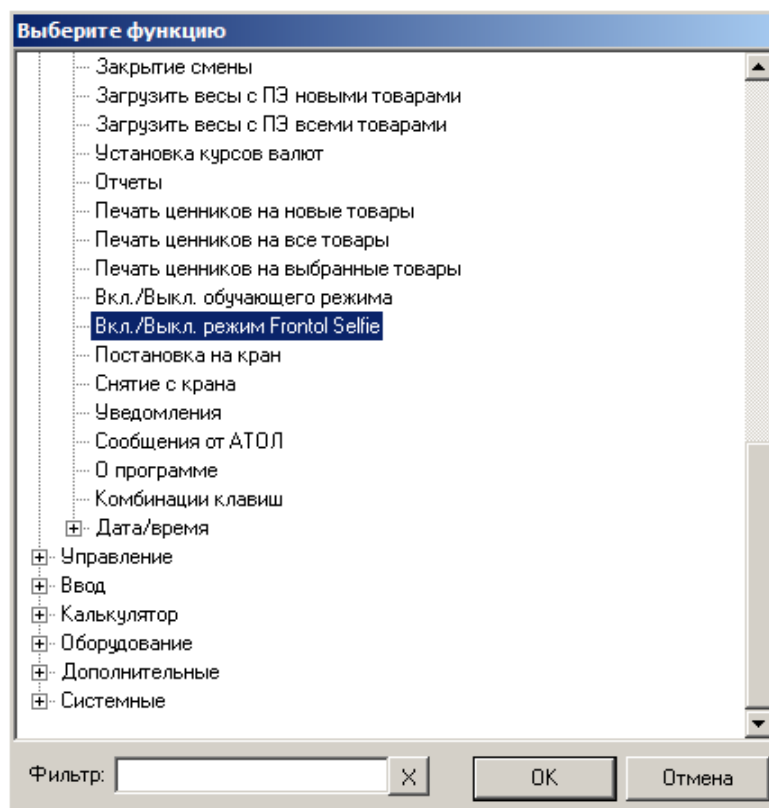 Выберите функцию
Закрытие смены
Загрузить весы с ПЭ новыми товарами
Загрузить весы с ПЭ всеми товарами
Установка курсов валют
Отчеты
Печать ценников на новые товары
Печать ценников на все товары
Печать ценников на выбранные товары
Вкл./Выкл. обучающего режима
Вкл./Выкл. режим Frontol Selfie
Постановка на кран
Снятие с крана
Уведомления
Сообщения от АТОЛ
О программе
Комбинации клавиш
Дата/время
Управление
Ввод
Калькулятор
Оборудование
Дополнительные
Системные
Фильтр: X OK Отмена